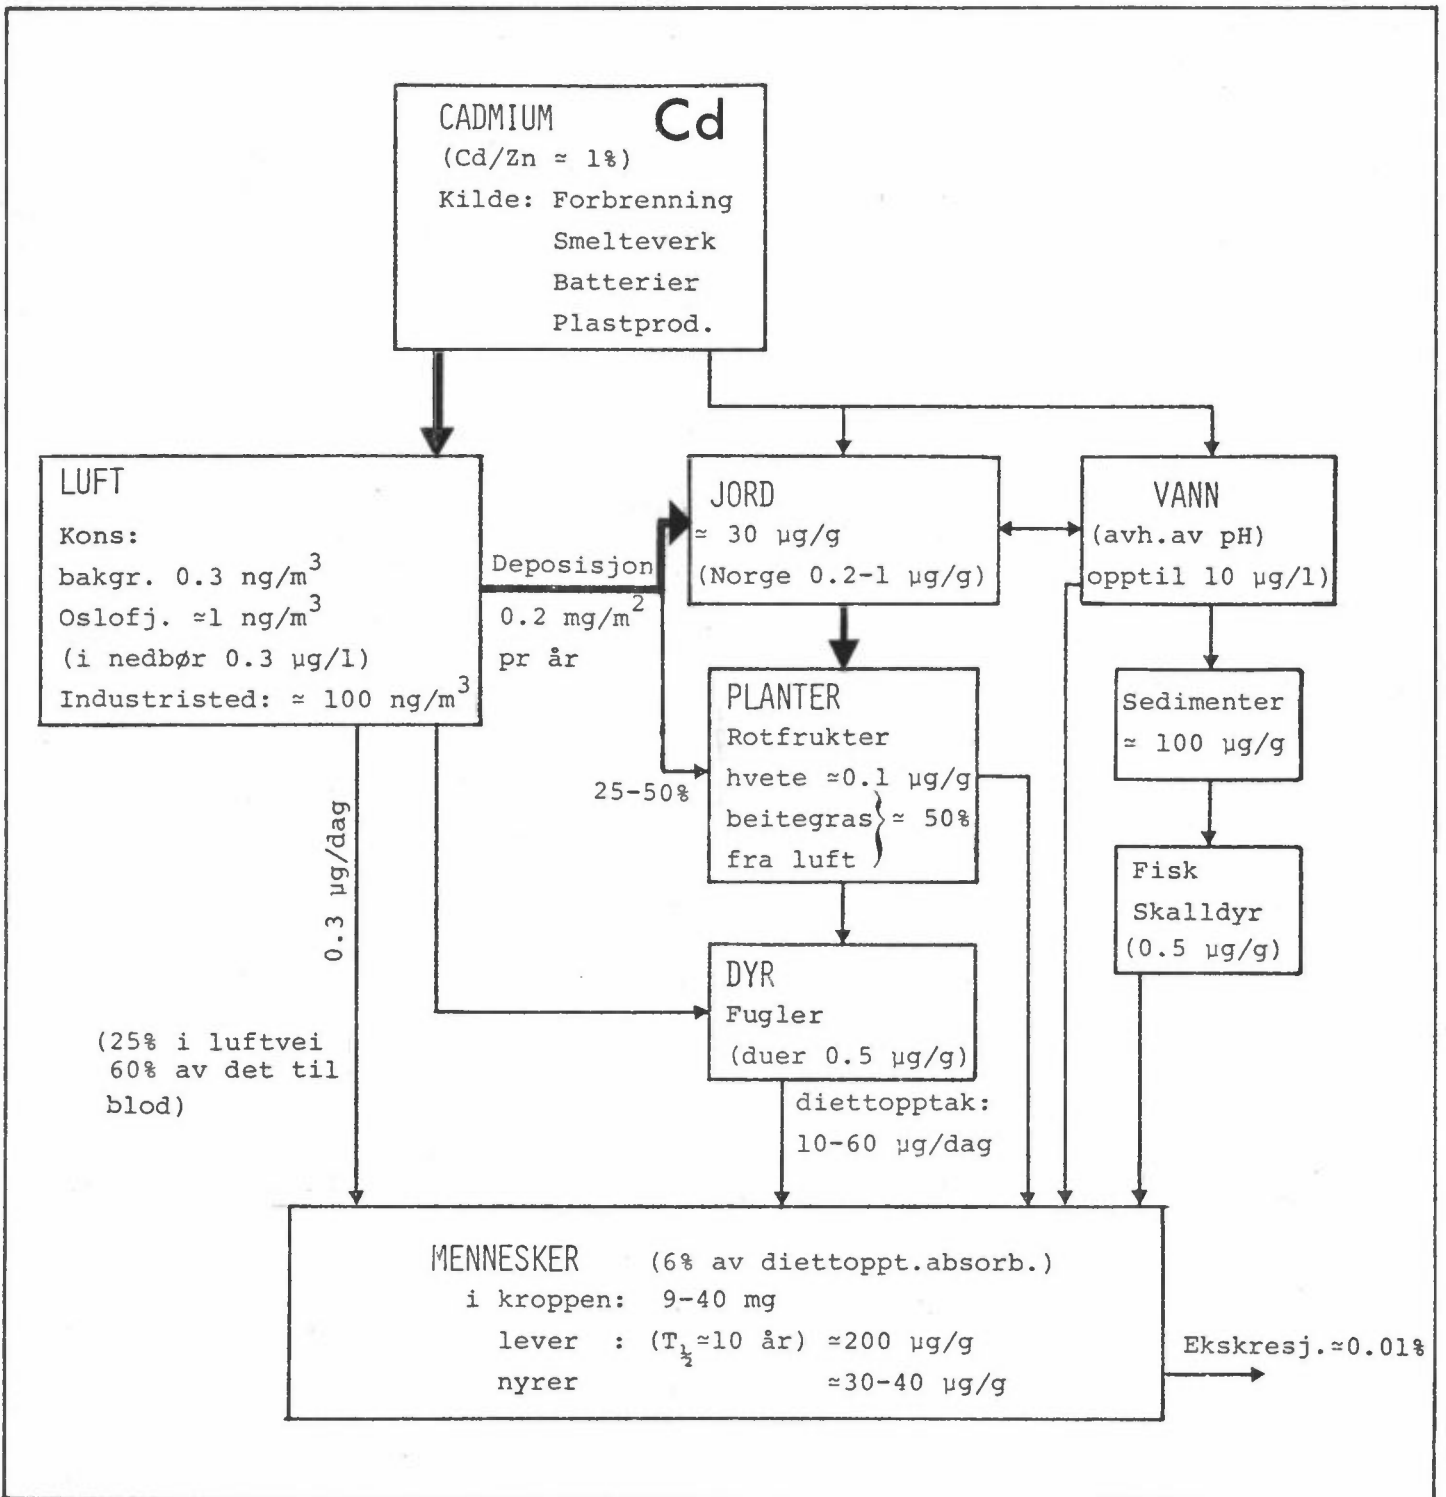 CADMIUM Cd
(Cd/Zn ≃ 1%)
Kilde: Forbrenning
Smelteverk
Batterier
Plastprod.
LUFT
Kons:
bakgr. 0.3 ng/m³
Oslofj. ≃1 ng/m³
(i nedbør 0.3 µg/l)
Industristed: ≃ 100 ng/m³
Deposisjon
0.2 mg/m²
pr år
25-50%
JORD
≃ 30 µg/g
(Norge 0.2-1 µg/g)
VANN
(avh.av pH)
opptil 10 µg/l)
PLANTER
Rotfrukter
hvete ≃0.1 µg/g
beitegras } ≃ 50%
fra luft
Sedimenter
≃ 100 µg/g
Fisk
Skalldyr
(0.5 µg/g)
DYR
Fugler
(duer 0.5 µg/g)
0.3 µg/dag
(25% i luftvei
60% av det til
blod)
diettopptak:
10-60 µg/dag
MENNESKER (6% av diettoppt.absorb.)
i kroppen: 9-40 mg
lever : (T½≃10 år) ≃200 µg/g
nyrer ≃30-40 µg/g
Ekskresj.≃0.01%